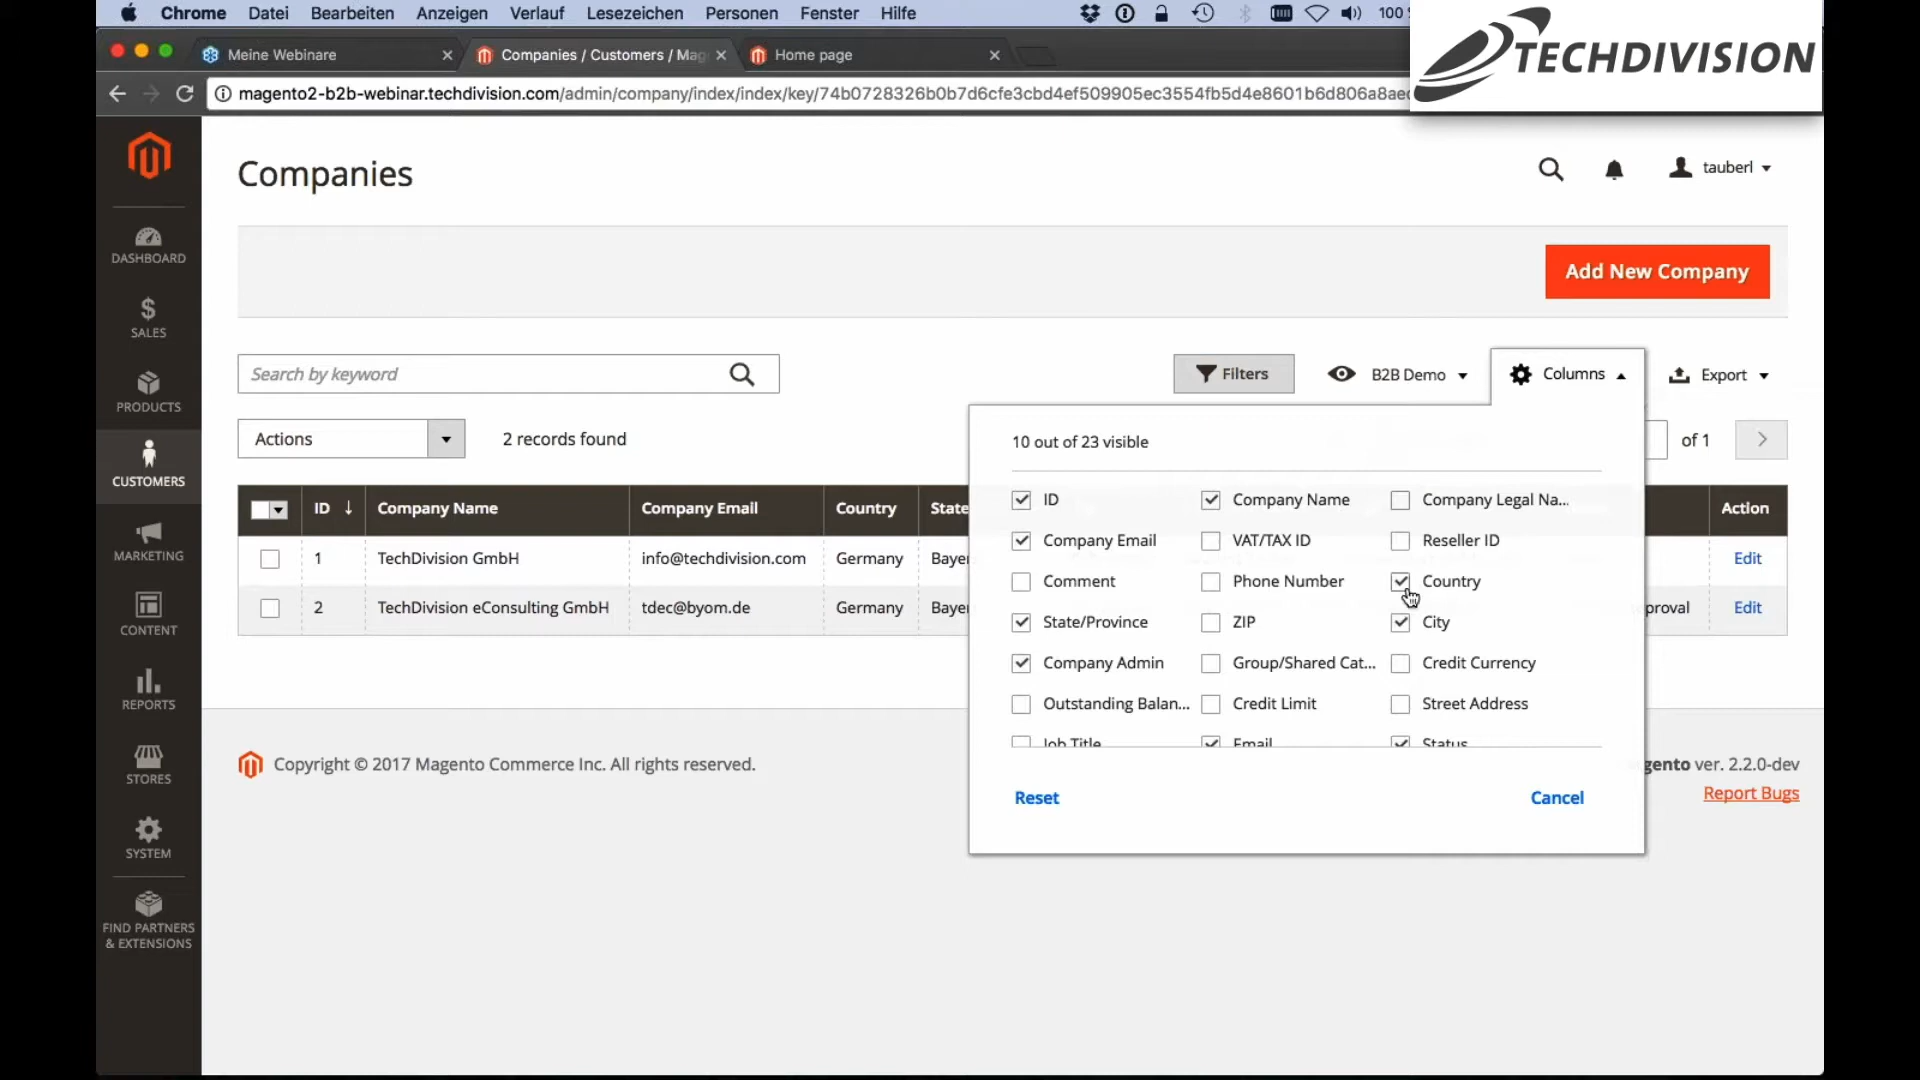 Chrome Datei Bearbeiten Anzeigen Verlauf Lesezeichen Personen Fenster Hilfe 100
TECHDIVISION
Meine Webinare
Companies / Customers / Mag
Home page
magento2-b2b-webinar.techdivision.com/admin/company/index/index/key/74b0728326b0b7d6cfe3cbd4ef509905ec3554fb5d4e8601b6d806a8aec
Companies
tauberl
Add New Company
DASHBOARD
SALES
PRODUCTS
CUSTOMERS
MARKETING
CONTENT
REPORTS
STORES
SYSTEM
FIND PARTNERS
& EXTENSIONS
Search by keyword
Filters
B2B Demo
Columns
Export
Actions
2 records found
of 1
ID Company Name Company Email Country State Action
1 TechDivision GmbH info@techdivision.com Germany Bayer Edit
2 TechDivision eConsulting GmbH tdec@byom.de Germany Bayer proval Edit
10 out of 23 visible
ID Company Name Company Legal Na...
Company Email VAT/TAX ID Reseller ID
Comment Phone Number Country
State/Province ZIP City
Company Admin Group/Shared Cat... Credit Currency
Outstanding Balan... Credit Limit Street Address
Job Title Email Status
Reset Cancel
Copyright © 2017 Magento Commerce Inc. All rights reserved.
gento ver. 2.2.0-dev
Report Bugs